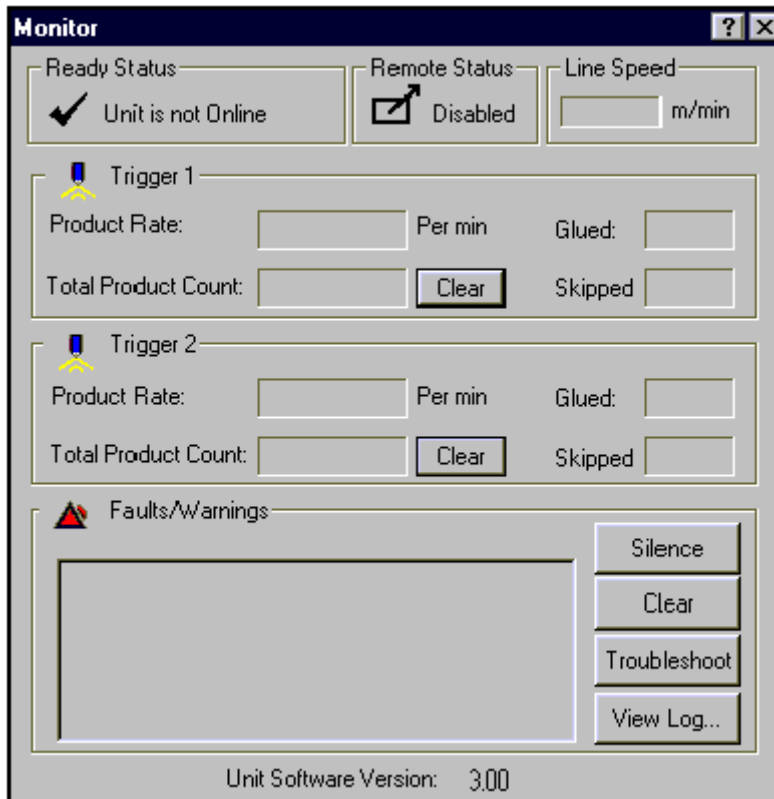 Monitor
Ready Status
Unit is not Online
Remote Status
Disabled
Line Speed
m/min
Trigger 1
Product Rate: Per min Glued:
Total Product Count: Clear Skipped
Trigger 2
Product Rate: Per min Glued:
Total Product Count: Clear Skipped
Faults/Warnings
Silence
Clear
Troubleshoot
View Log...
Unit Software Version: 3.00